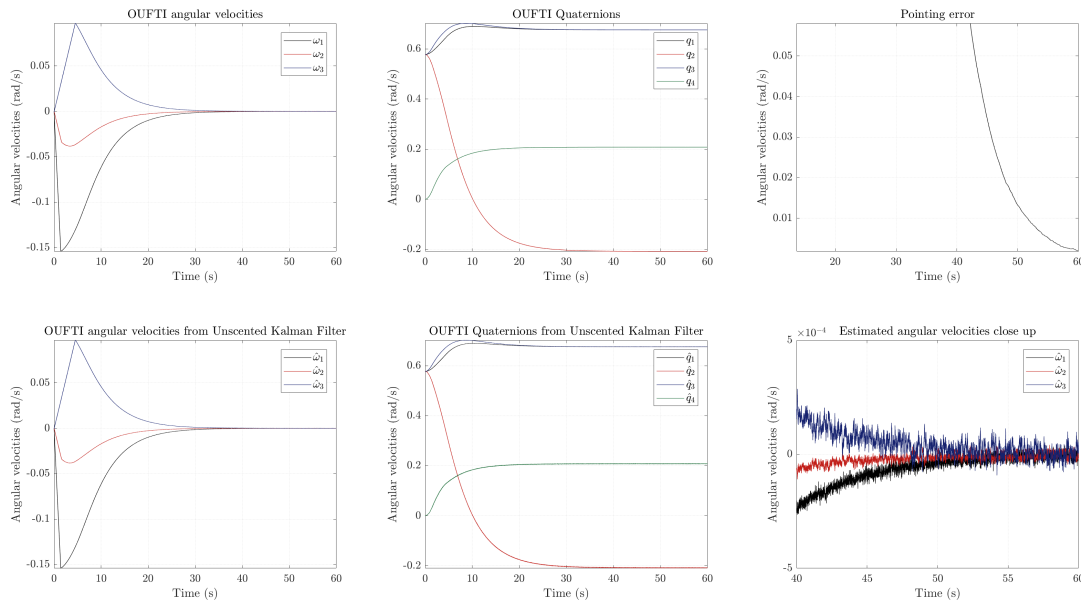 OUFTI angular velocities
Angular velocities (rad/s)
0.05
0
-0.05
-0.1
-0.15
ω₁
ω₂
ω₃
0 10 20 30 40 50 60
Time (s)
OUFTI Quaternions
Angular velocities (rad/s)
0.6
0.4
0.2
0
-0.2
q₁
q₂
q₃
q₄
0 10 20 30 40 50 60
Time (s)
Pointing error
Angular velocities (rad/s)
0.05
0.04
0.03
0.02
0.01
20 30 40 50 60
Time (s)
OUFTI angular velocities from Unscented Kalman Filter
Angular velocities (rad/s)
0.05
0
-0.05
-0.1
-0.15
ω̂₁
ω̂₂
ω̂₃
0 10 20 30 40 50 60
Time (s)
OUFTI Quaternions from Unscented Kalman Filter
Angular velocities (rad/s)
0.6
0.4
0.2
0
-0.2
q̂₁
q̂₂
q̂₃
q̂₄
0 10 20 30 40 50 60
Time (s)
×10⁻⁴ Estimated angular velocities close up
Angular velocities (rad/s)
5
0
-5
ω̂₁
ω̂₂
ω̂₃
40 45 50 55 60
Time (s)